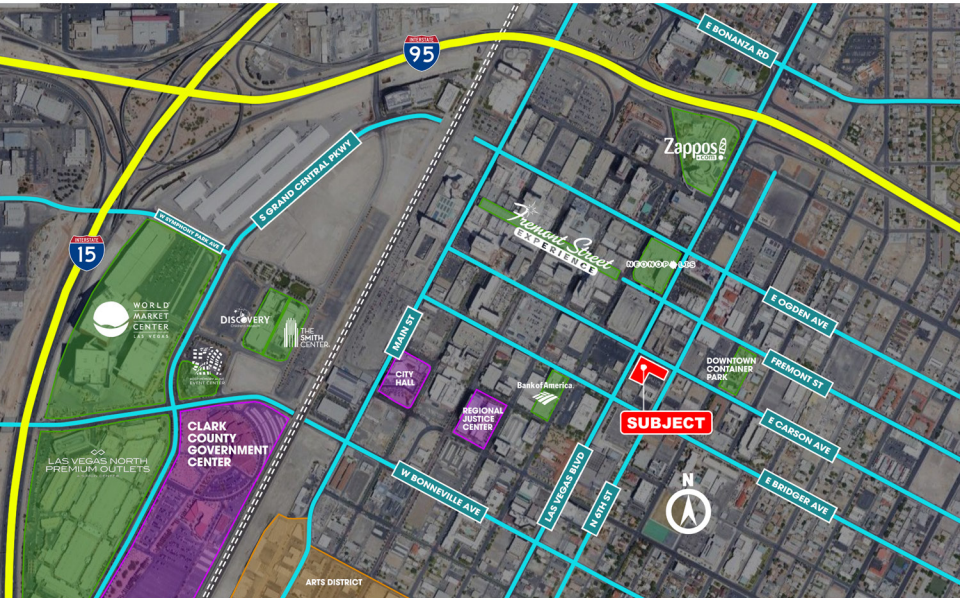 INTERSTATE
95
E BONANZA RD
Zappos
.com
S GRAND CENTRAL PKWY
W SYMPHONY PARK AVE
INTERSTATE
15
Fremont Street
EXPERIENCE
NEONOPOLIS
WORLD
MARKET
CENTER
LAS VEGAS
DISCOVERY
THE
SMITH
CENTER.
MAIN ST
E OGDEN AVE
CITY
HALL
Bank of America
DOWNTOWN
CONTAINER
PARK
FREMONT ST
EVENT CENTER
REGIONAL
JUSTICE
CENTER
SUBJECT
E CARSON AVE
CLARK
COUNTY
GOVERNMENT
CENTER
LAS VEGAS NORTH
PREMIUM OUTLETS
W BONNEVILLE AVE
LAS VEGAS BLVD
N 6TH ST
N
E BRIDGER AVE
ARTS DISTRICT